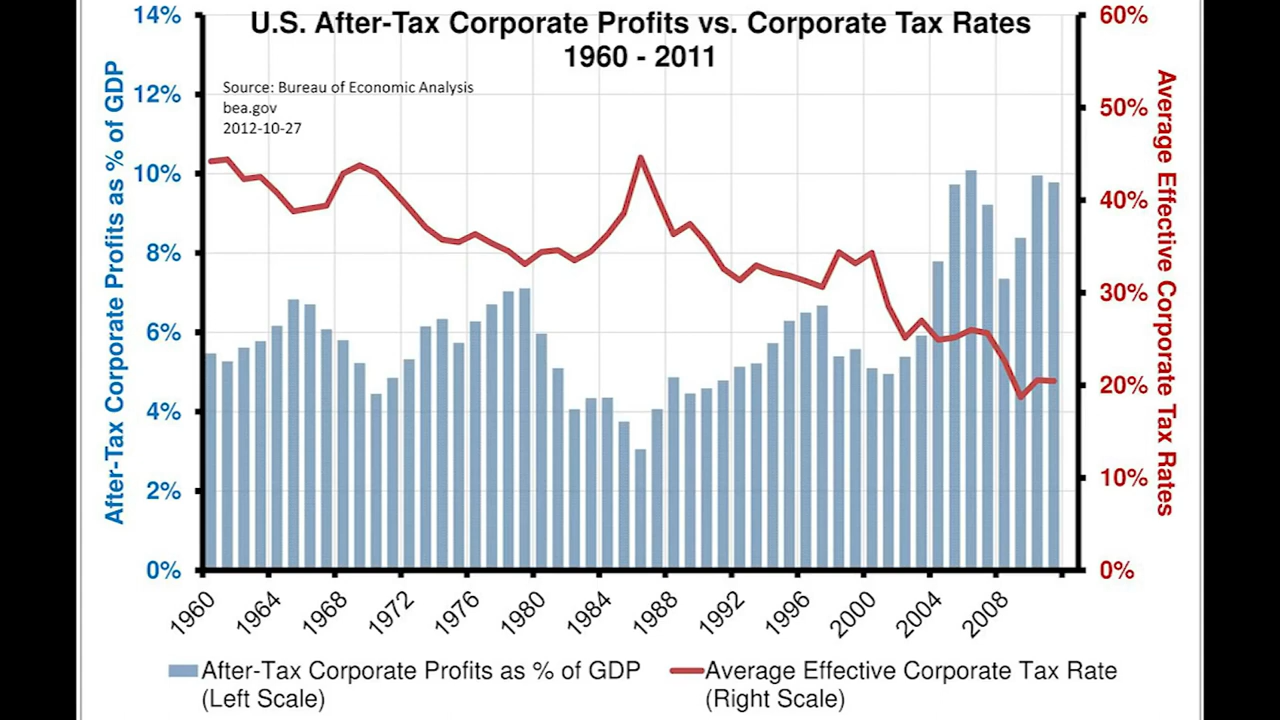 U.S. After-Tax Corporate Profits vs. Corporate Tax Rates
1960 - 2011
Source: Bureau of Economic Analysis
bea.gov
2012-10-27
After-Tax Corporate Profits as % of GDP
14%
12%
10%
8%
6%
4%
2%
0%
60%
50%
40%
30%
20%
10%
0%
Average Effective Corporate Tax Rates
1960
1964
1968
1972
1976
1980
1984
1988
1992
1996
2000
2004
2008
After-Tax Corporate Profits as % of GDP
(Left Scale)
Average Effective Corporate Tax Rate
(Right Scale)